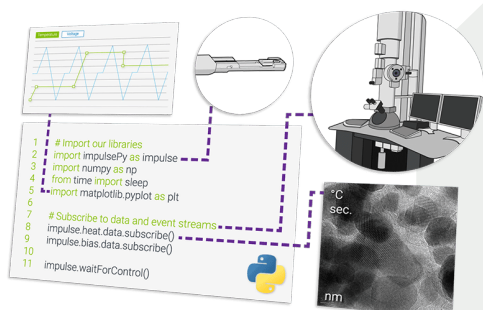 Temperature Voltage
1 # Import our libraries
2 import impulsePy as impulse
3 import numpy as np
4 from time import sleep
5 import matplotlib.pyplot as plt
6
7 # Subscribe to data and event streams
8 impulse.heat.data.subscribe()
9 impulse.bias.data.subscribe()
10
11 impulse.waitForControl()
°C
sec.
nm